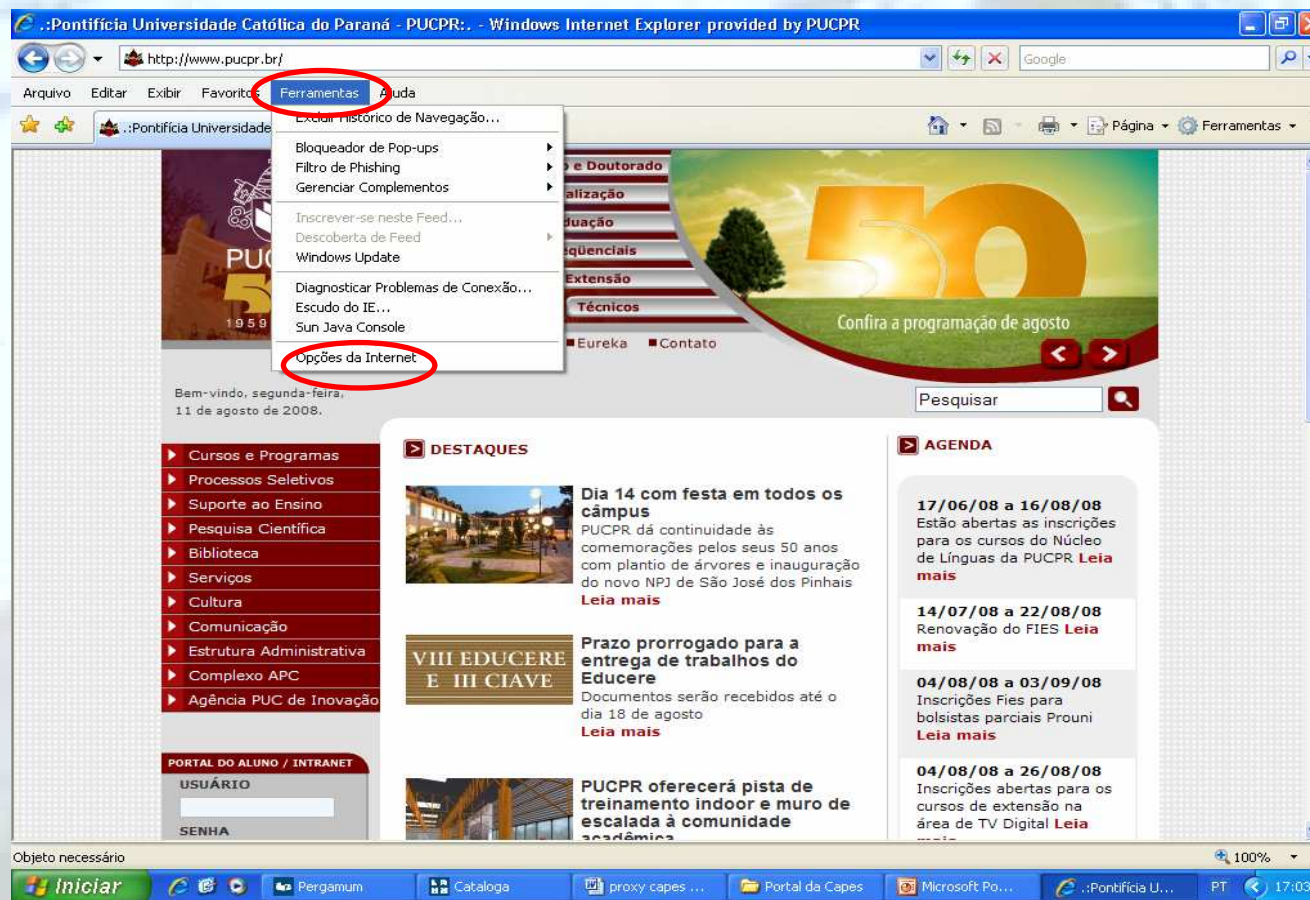 .:Pontifícia Universidade Católica do Paraná - PUCPR:. - Windows Internet Explorer provided by PUCPR
http://www.pucpr.br/
Google
Arquivo Editar Exibir Favoritos Ferramentas Ajuda
.:Pontifícia Universidade
Página
Ferramentas
Excluir Histórico de Navegação...
Bloqueador de Pop-ups
Filtro de Phishing
Gerenciar Complementos
Inscrever-se neste Feed...
Descoberta de Feed
Windows Update
Diagnosticar Problemas de Conexão...
Escudo do IE...
Sun Java Console
Opções da Internet
PUC
1959
o e Doutorado
alização
duação
eqüenciais
Extensão
Técnicos
Eureka Contato
50
Confira a programação de agosto
Bem-vindo, segunda-feira,
11 de agosto de 2008.
Pesquisar
Cursos e Programas
Processos Seletivos
Suporte ao Ensino
Pesquisa Científica
Biblioteca
Serviços
Cultura
Comunicação
Estrutura Administrativa
Complexo APC
Agência PUC de Inovação
PORTAL DO ALUNO / INTRANET
USUÁRIO
SENHA
DESTAQUES
Dia 14 com festa em todos os
câmpus
PUCPR dá continuidade às
comemorações pelos seus 50 anos
com plantio de árvores e inauguração
do novo NPJ de São José dos Pinhais
Leia mais
VIII EDUCERE
E III CIAVE
Prazo prorrogado para a
entrega de trabalhos do
Educere
Documentos serão recebidos até o
dia 18 de agosto
Leia mais
PUCPR oferecerá pista de
treinamento indoor e muro de
escalada à comunidade
acadêmica
AGENDA
17/06/08 a 16/08/08
Estão abertas as inscrições
para os cursos do Núcleo
de Línguas da PUCPR Leia
mais
14/07/08 a 22/08/08
Renovação do FIES Leia
mais
04/08/08 a 03/09/08
Inscrições Fies para
bolsistas parciais Prouni
Leia mais
04/08/08 a 26/08/08
Inscrições abertas para os
cursos de extensão na
área de TV Digital Leia
mais
Objeto necessário
100%
Iniciar
Pergamum
Cataloga
proxy capes ...
Portal da Capes
Microsoft Po...
.:Pontifícia U...
PT
17:03